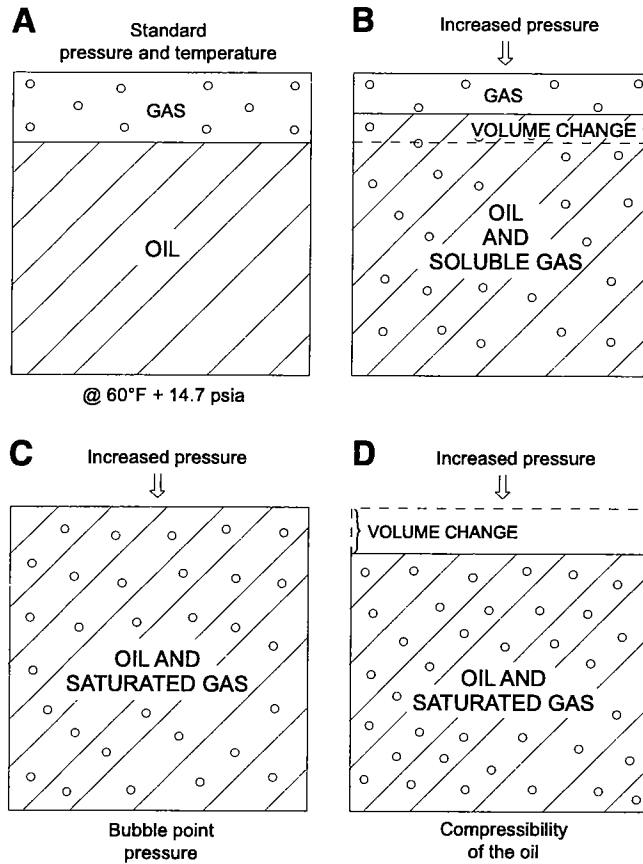 A
Standard
pressure and temperature
GAS
OIL
@ 60°F + 14.7 psia
B
Increased pressure
GAS
VOLUME CHANGE
OIL
AND
SOLUBLE GAS
C
Increased pressure
OIL AND
SATURATED GAS
Bubble point
pressure
D
Increased pressure
VOLUME CHANGE
OIL AND
SATURATED GAS
Compressibility
of the oil